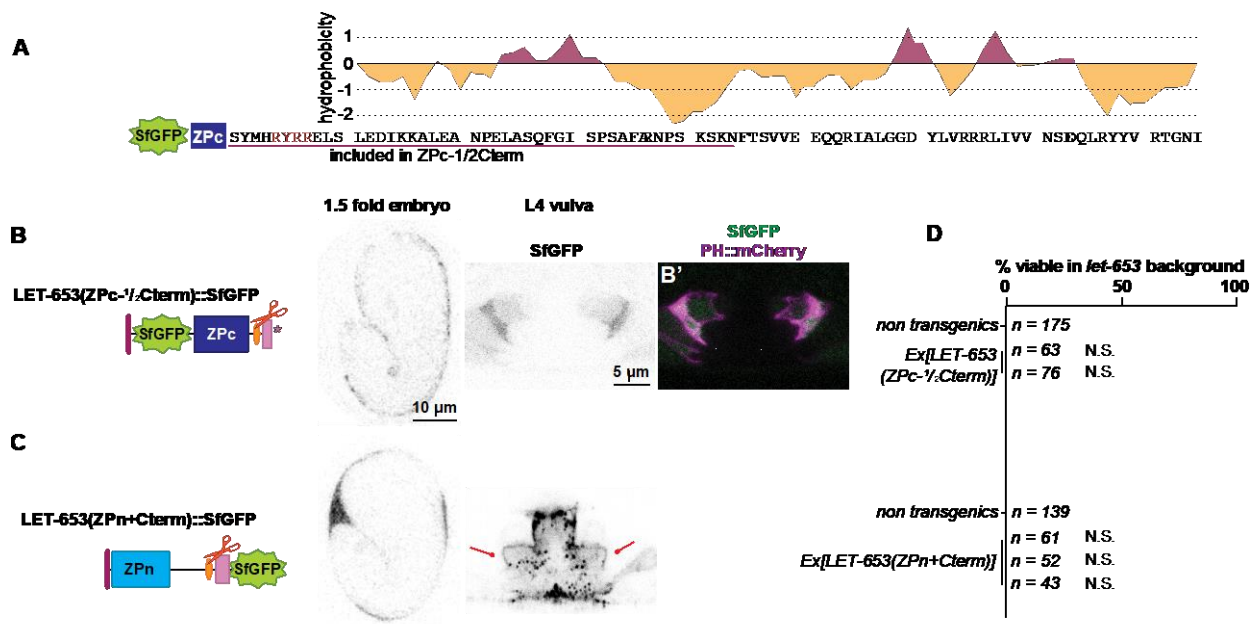 A
hydrophobicity
1
0
-1
-2
SfGFP ZPc SYMHRYRRELS LEDIKKALEA NPELASQFGI SPSAFARNPS KSKNFTSVVE EQQRIALGGD YLVRRRLIVV NSEDQLRYYV RTGNI
included in ZPc-1/2Cterm
1.5 fold embryo L4 vulva
B SfGFP SfGFP D
PH::mCherry
B' % viable in let-653 background
0 50 100
LET-653(ZPc-½Cterm)::SfGFP
SfGFP ZPc *
non transgenics n = 175
Ex[LET-653 n = 63 N.S.
(ZPc-½Cterm)] n = 76 N.S.
5 µm
10 µm
C
LET-653(ZPn+Cterm)::SfGFP
ZPn SfGFP
non transgenics n = 139
n = 61 N.S.
Ex[LET-653(ZPn+Cterm)] n = 52 N.S.
n = 43 N.S.